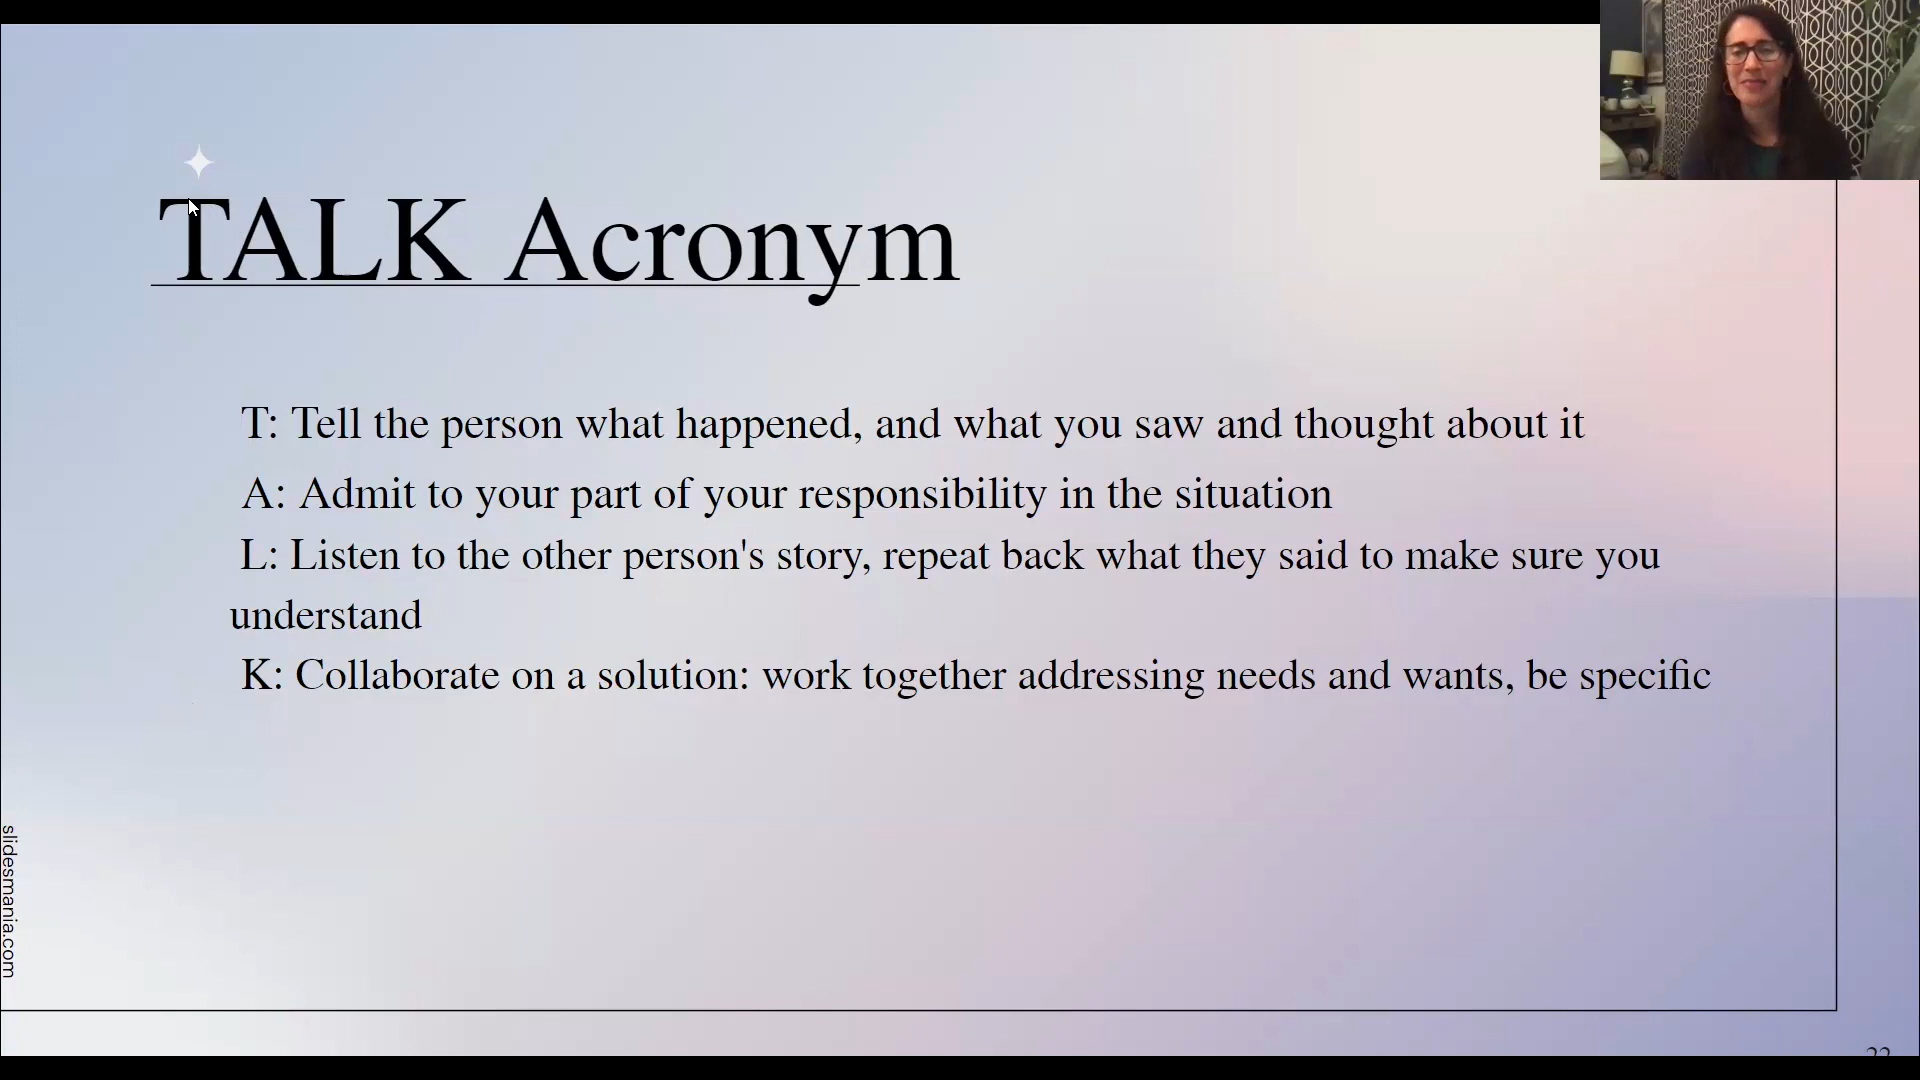 TALK Acronym
T: Tell the person what happened, and what you saw and thought about it
A: Admit to your part of your responsibility in the situation
L: Listen to the other person's story, repeat back what they said to make sure you
understand
K: Collaborate on a solution: work together addressing needs and wants, be specific
slidesmania.com